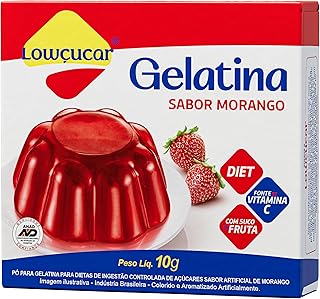 Lowçucar
Gelatina
SABOR MORANGO
DIET
FONTE DE
VITAMINA
C
COM SUCO
FRUTA
ANAD
Peso Líq. 10g
PÓ PARA GELATINA PARA DIETAS DE INGESTÃO CONTROLADA DE AÇÚCARES SABOR ARTIFICIAL DE MORANGO
Imagem ilustrativa - Indústria Brasileira - Colorido e Aromatizado Artificialmente.